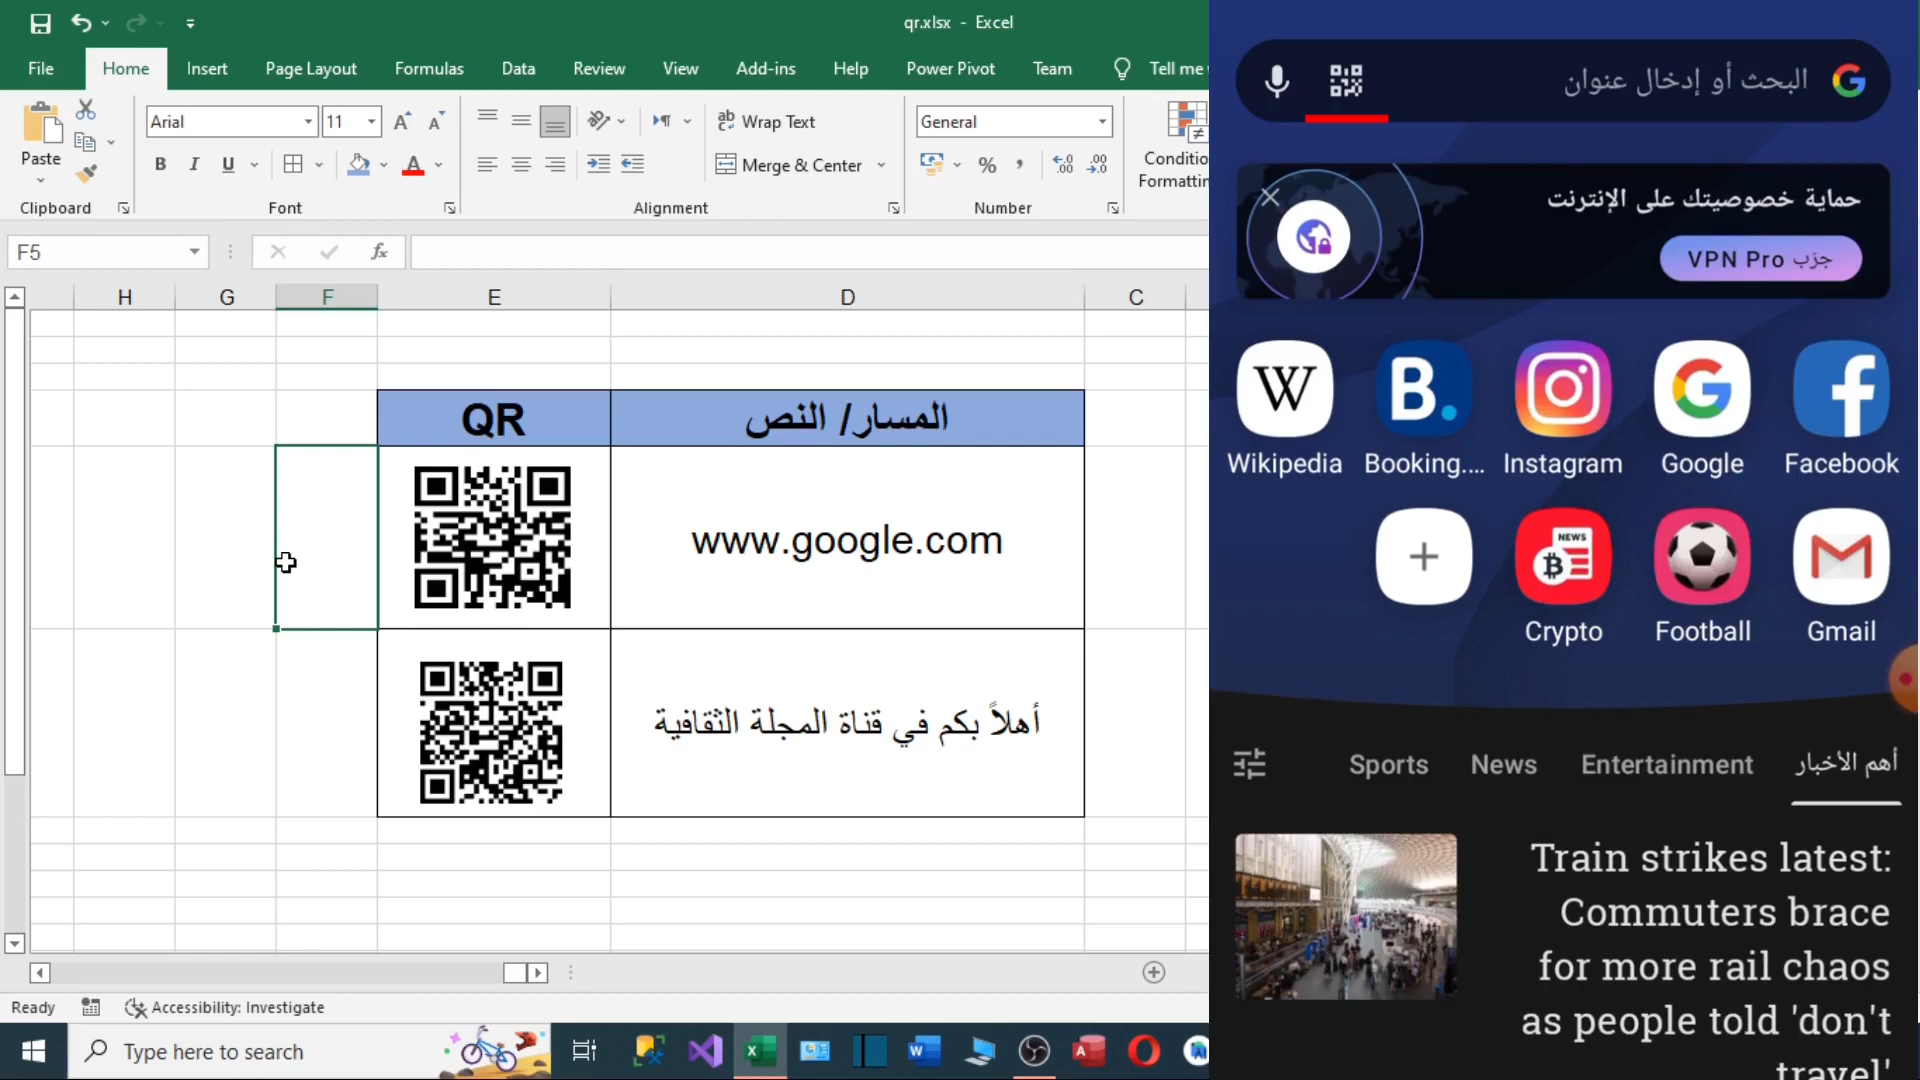 qr.xlsx - Excel
File Home Insert Page Layout Formulas Data Review View Add-ins Help Power Pivot Team Tell me
Paste
Arial 11
B I U
ab Wrap Text
Merge & Center
General
%
Conditio
Formattin
Clipboard Font Alignment Number
F5
fx
H G F E D C
QR
المسار/ النص
www.google.com
أهلاً بكم في قناة المجلة الثقافية
Ready
Accessibility: Investigate
Type here to search
البحث أو إدخال عنوان
حماية خصوصيتك على الإنترنت
جرّب VPN Pro
Wikipedia Booking.... Instagram Google Facebook
NEWS
Crypto Football Gmail
Sports News Entertainment أهم الأخبار
Train strikes latest:
Commuters brace
for more rail chaos
as people told 'don't
travel'